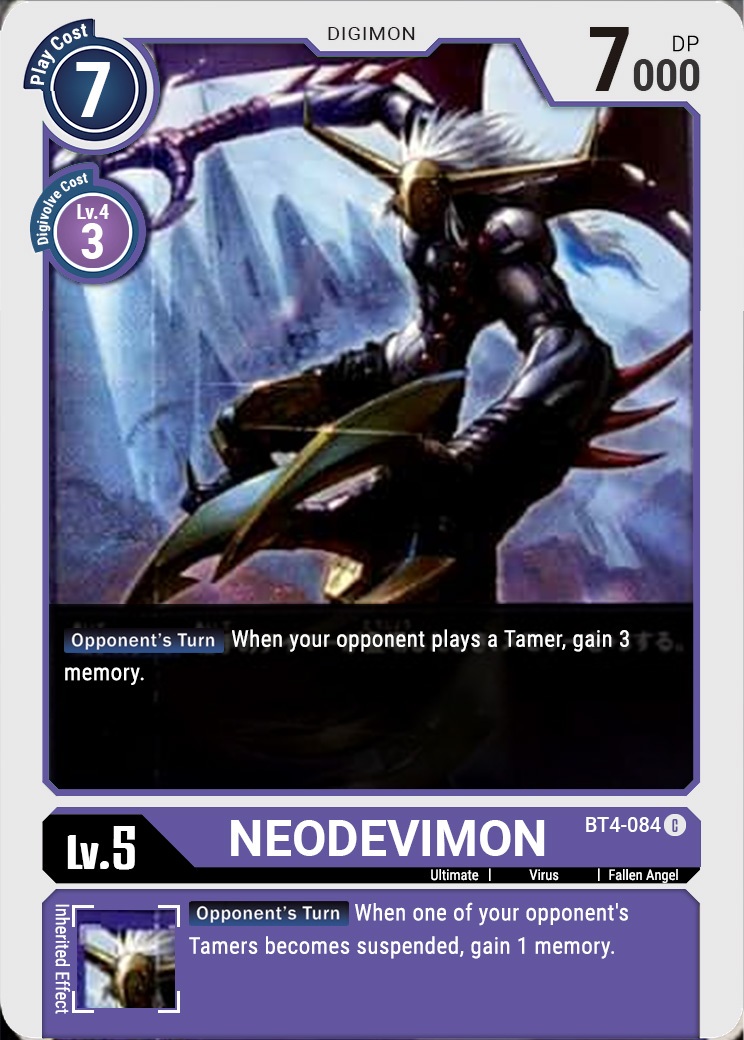 DIGIMON
Play Cost
7
7000
DP
Digivolve Cost
Lv.4
3
Opponent's Turn When your opponent plays a Tamer, gain 3
memory.
Lv.5
NEODEVIMON
BT4-084 C
Ultimate | Virus | Fallen Angel
Inherited Effect
Opponent's Turn When one of your opponent's
Tamers becomes suspended, gain 1 memory.